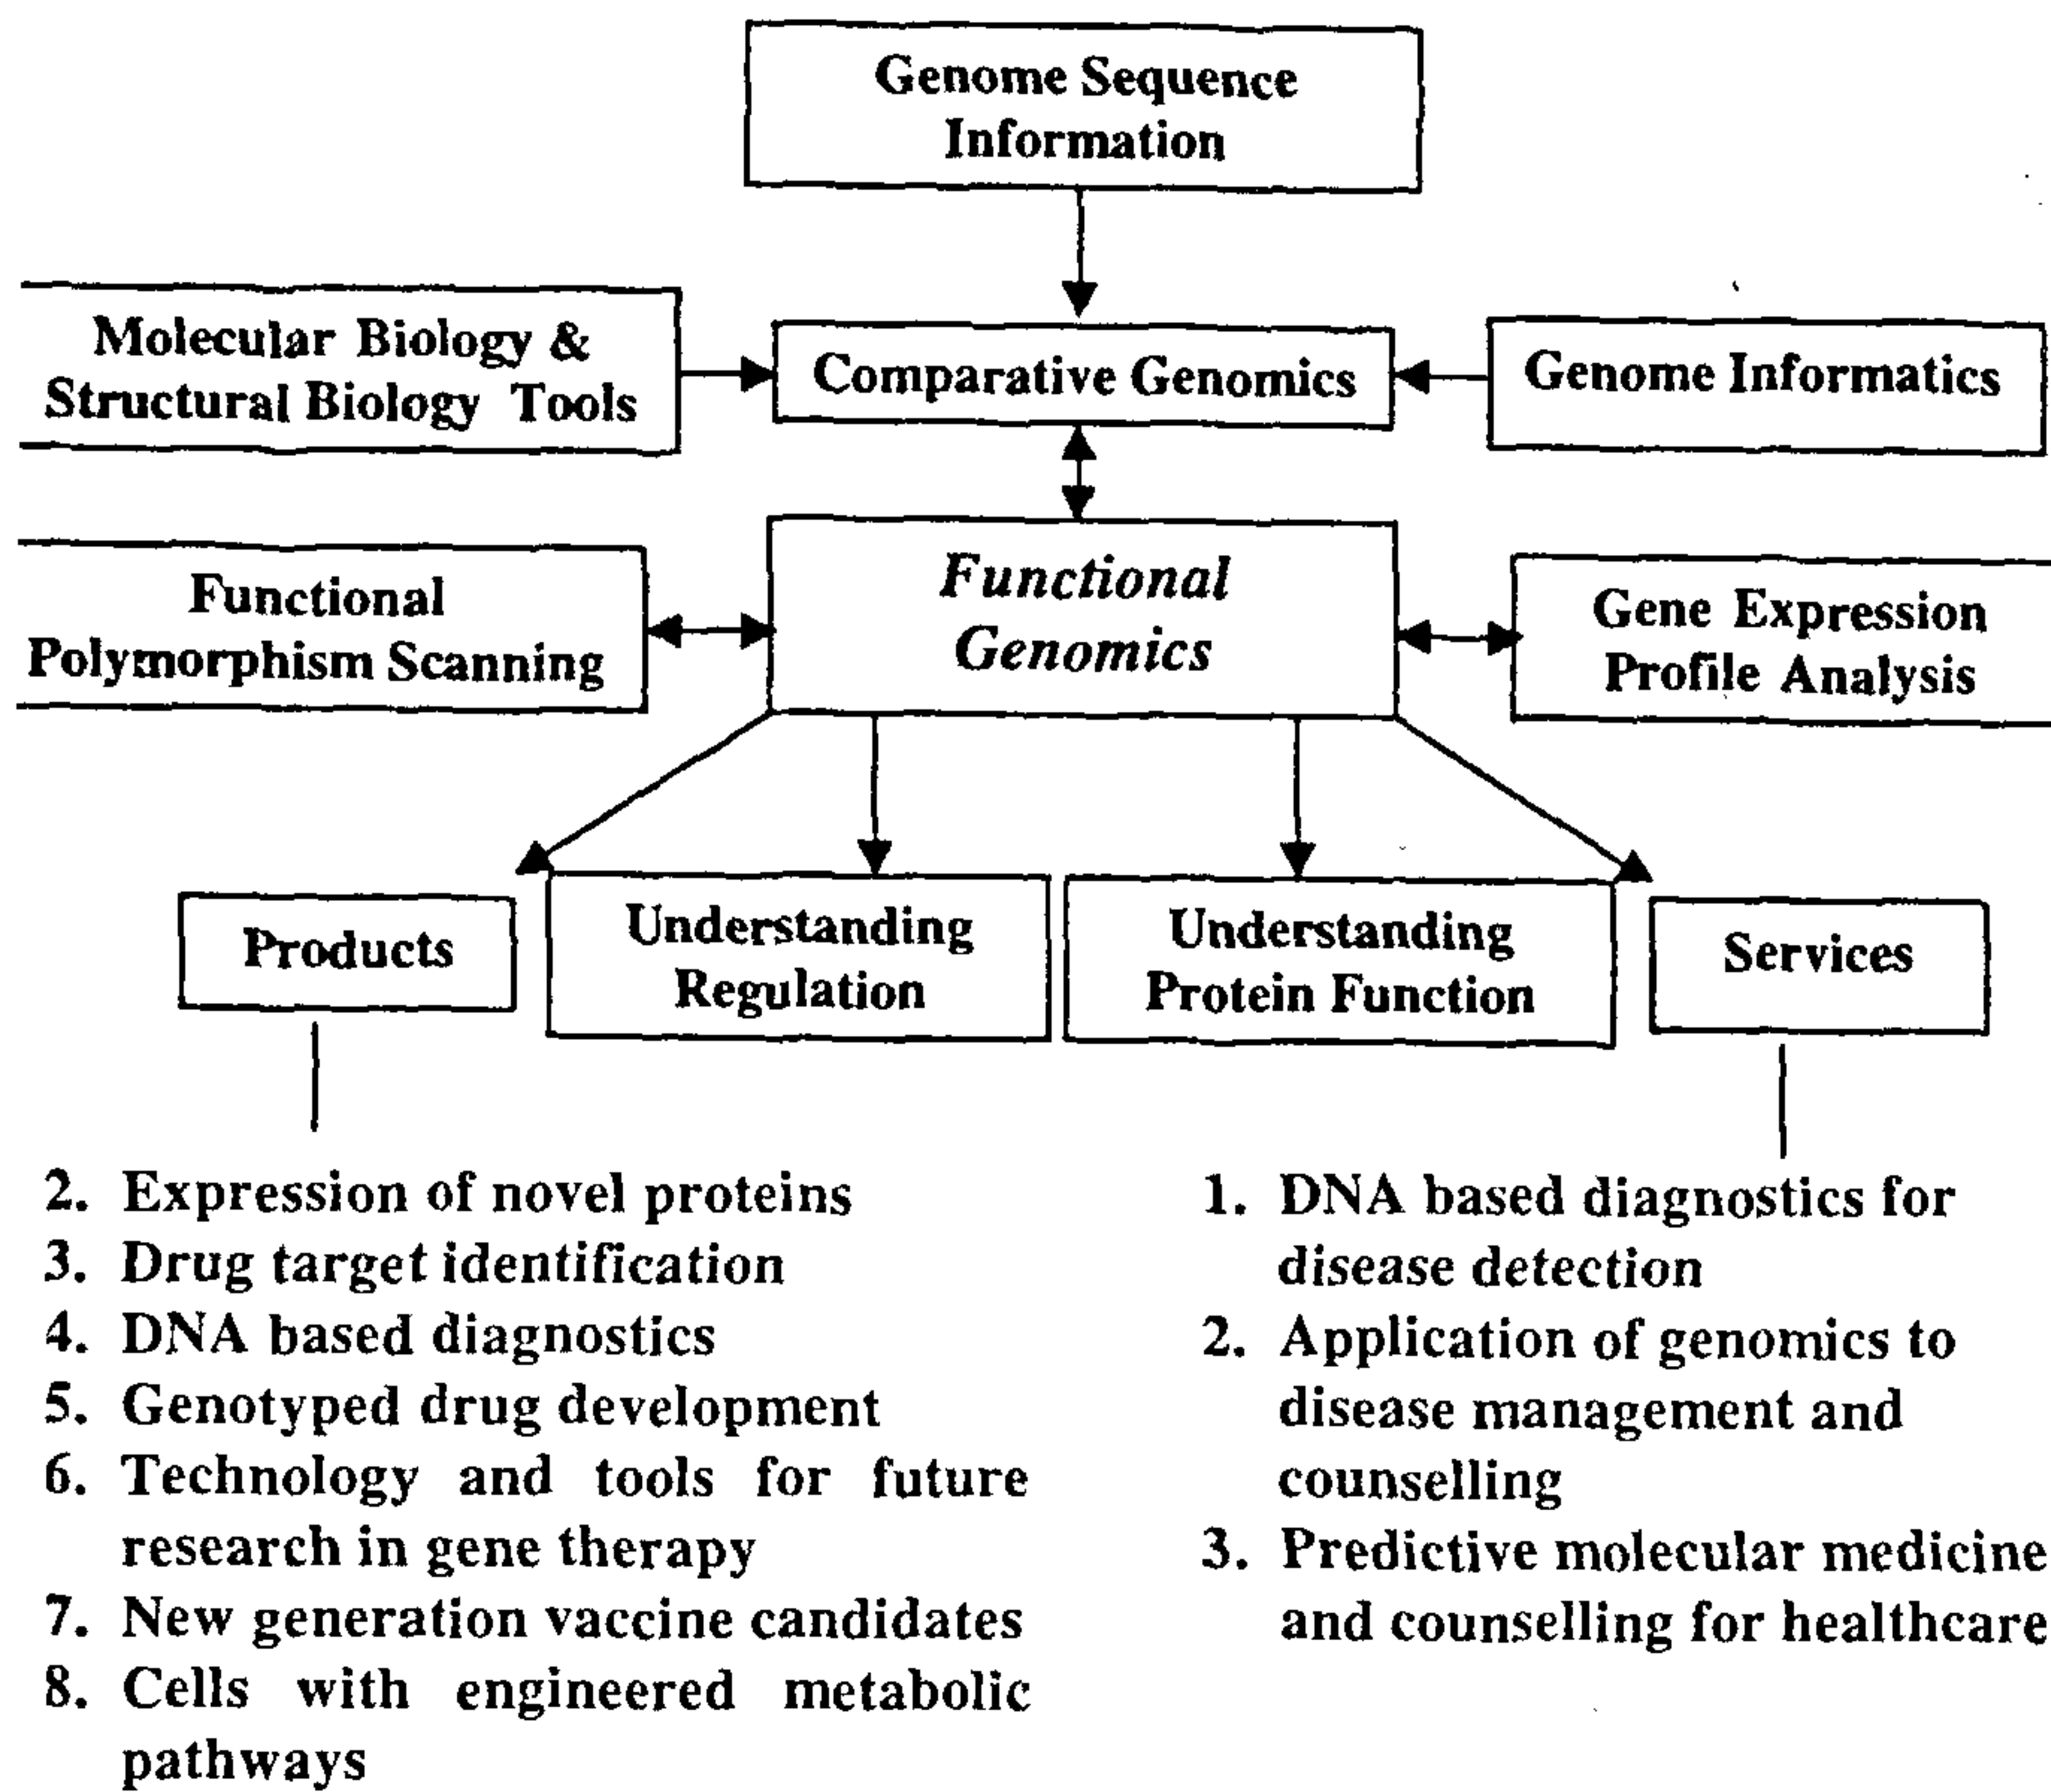 Genome Sequence
Information
Molecular Biology &
Structural Biology Tools
Comparative Genomics
Genome Informatics
Functional
Polymorphism Scanning
Functional
Genomics
Gene Expression
Profile Analysis
Products
Understanding
Regulation
Understanding
Protein Function
Services
2. Expression of novel proteins
3. Drug target identification
4. DNA based diagnostics
5. Genotyped drug development
6. Technology and tools for future
research in gene therapy
7. New generation vaccine candidates
8. Cells with engineered metabolic
pathways
1. DNA based diagnostics for
disease detection
2. Application of genomics to
disease management and
counselling
3. Predictive molecular medicine
and counselling for healthcare